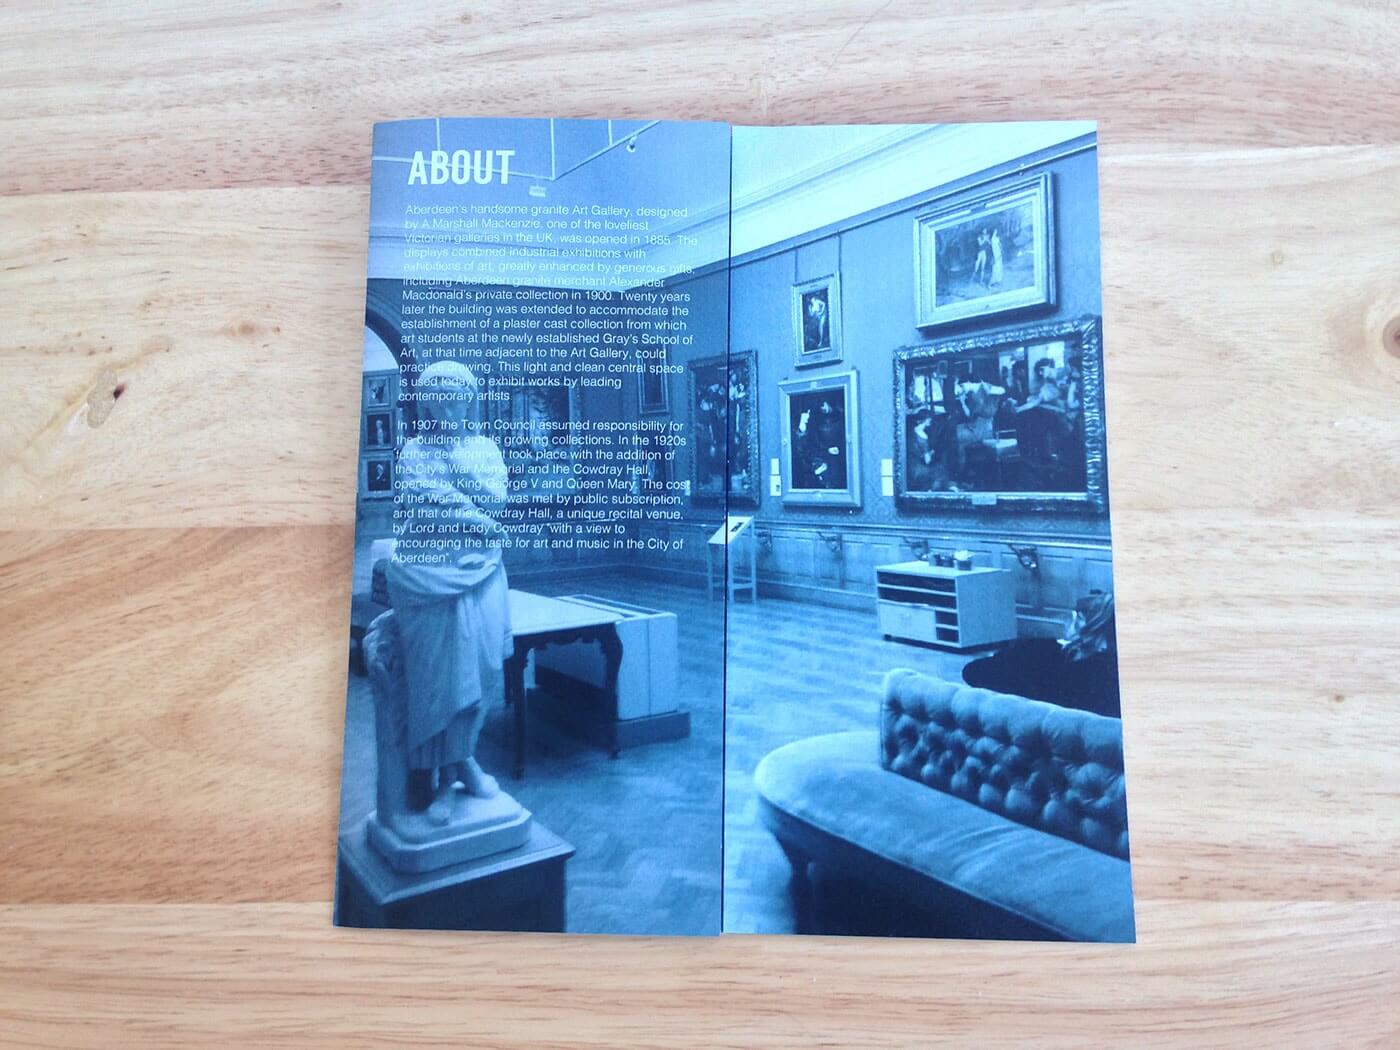 ABOUT
Aberdeen's handsome granite Art Gallery, designed
by A Marshall Mackenzie, one of the loveliest
Victorian galleries in the UK, was opened in 1885. The
displays combined industrial exhibitions with
exhibitions of art, greatly enhanced by generous gifts,
including Aberdeen granite merchant Alexander
Macdonald's private collection in 1900. Twenty years
later the building was extended to accommodate the
establishment of a plaster cast collection from which
art students at the newly established Gray's School of
Art, at that time adjacent to the Art Gallery, could
practice drawing. This light and clean central space
is used today to exhibit works by leading
contemporary artists.
In 1907 the Town Council assumed responsibility for
the building and its growing collections. In the 1920s
further development took place with the addition of
the City's War Memorial and the Cowdray Hall,
opened by King George V and Queen Mary. The cost
of the War Memorial was met by public subscription,
and that of the Cowdray Hall, a unique recital venue,
by Lord and Lady Cowdray "with a view to
encouraging the taste for art and music in the City of
Aberdeen".